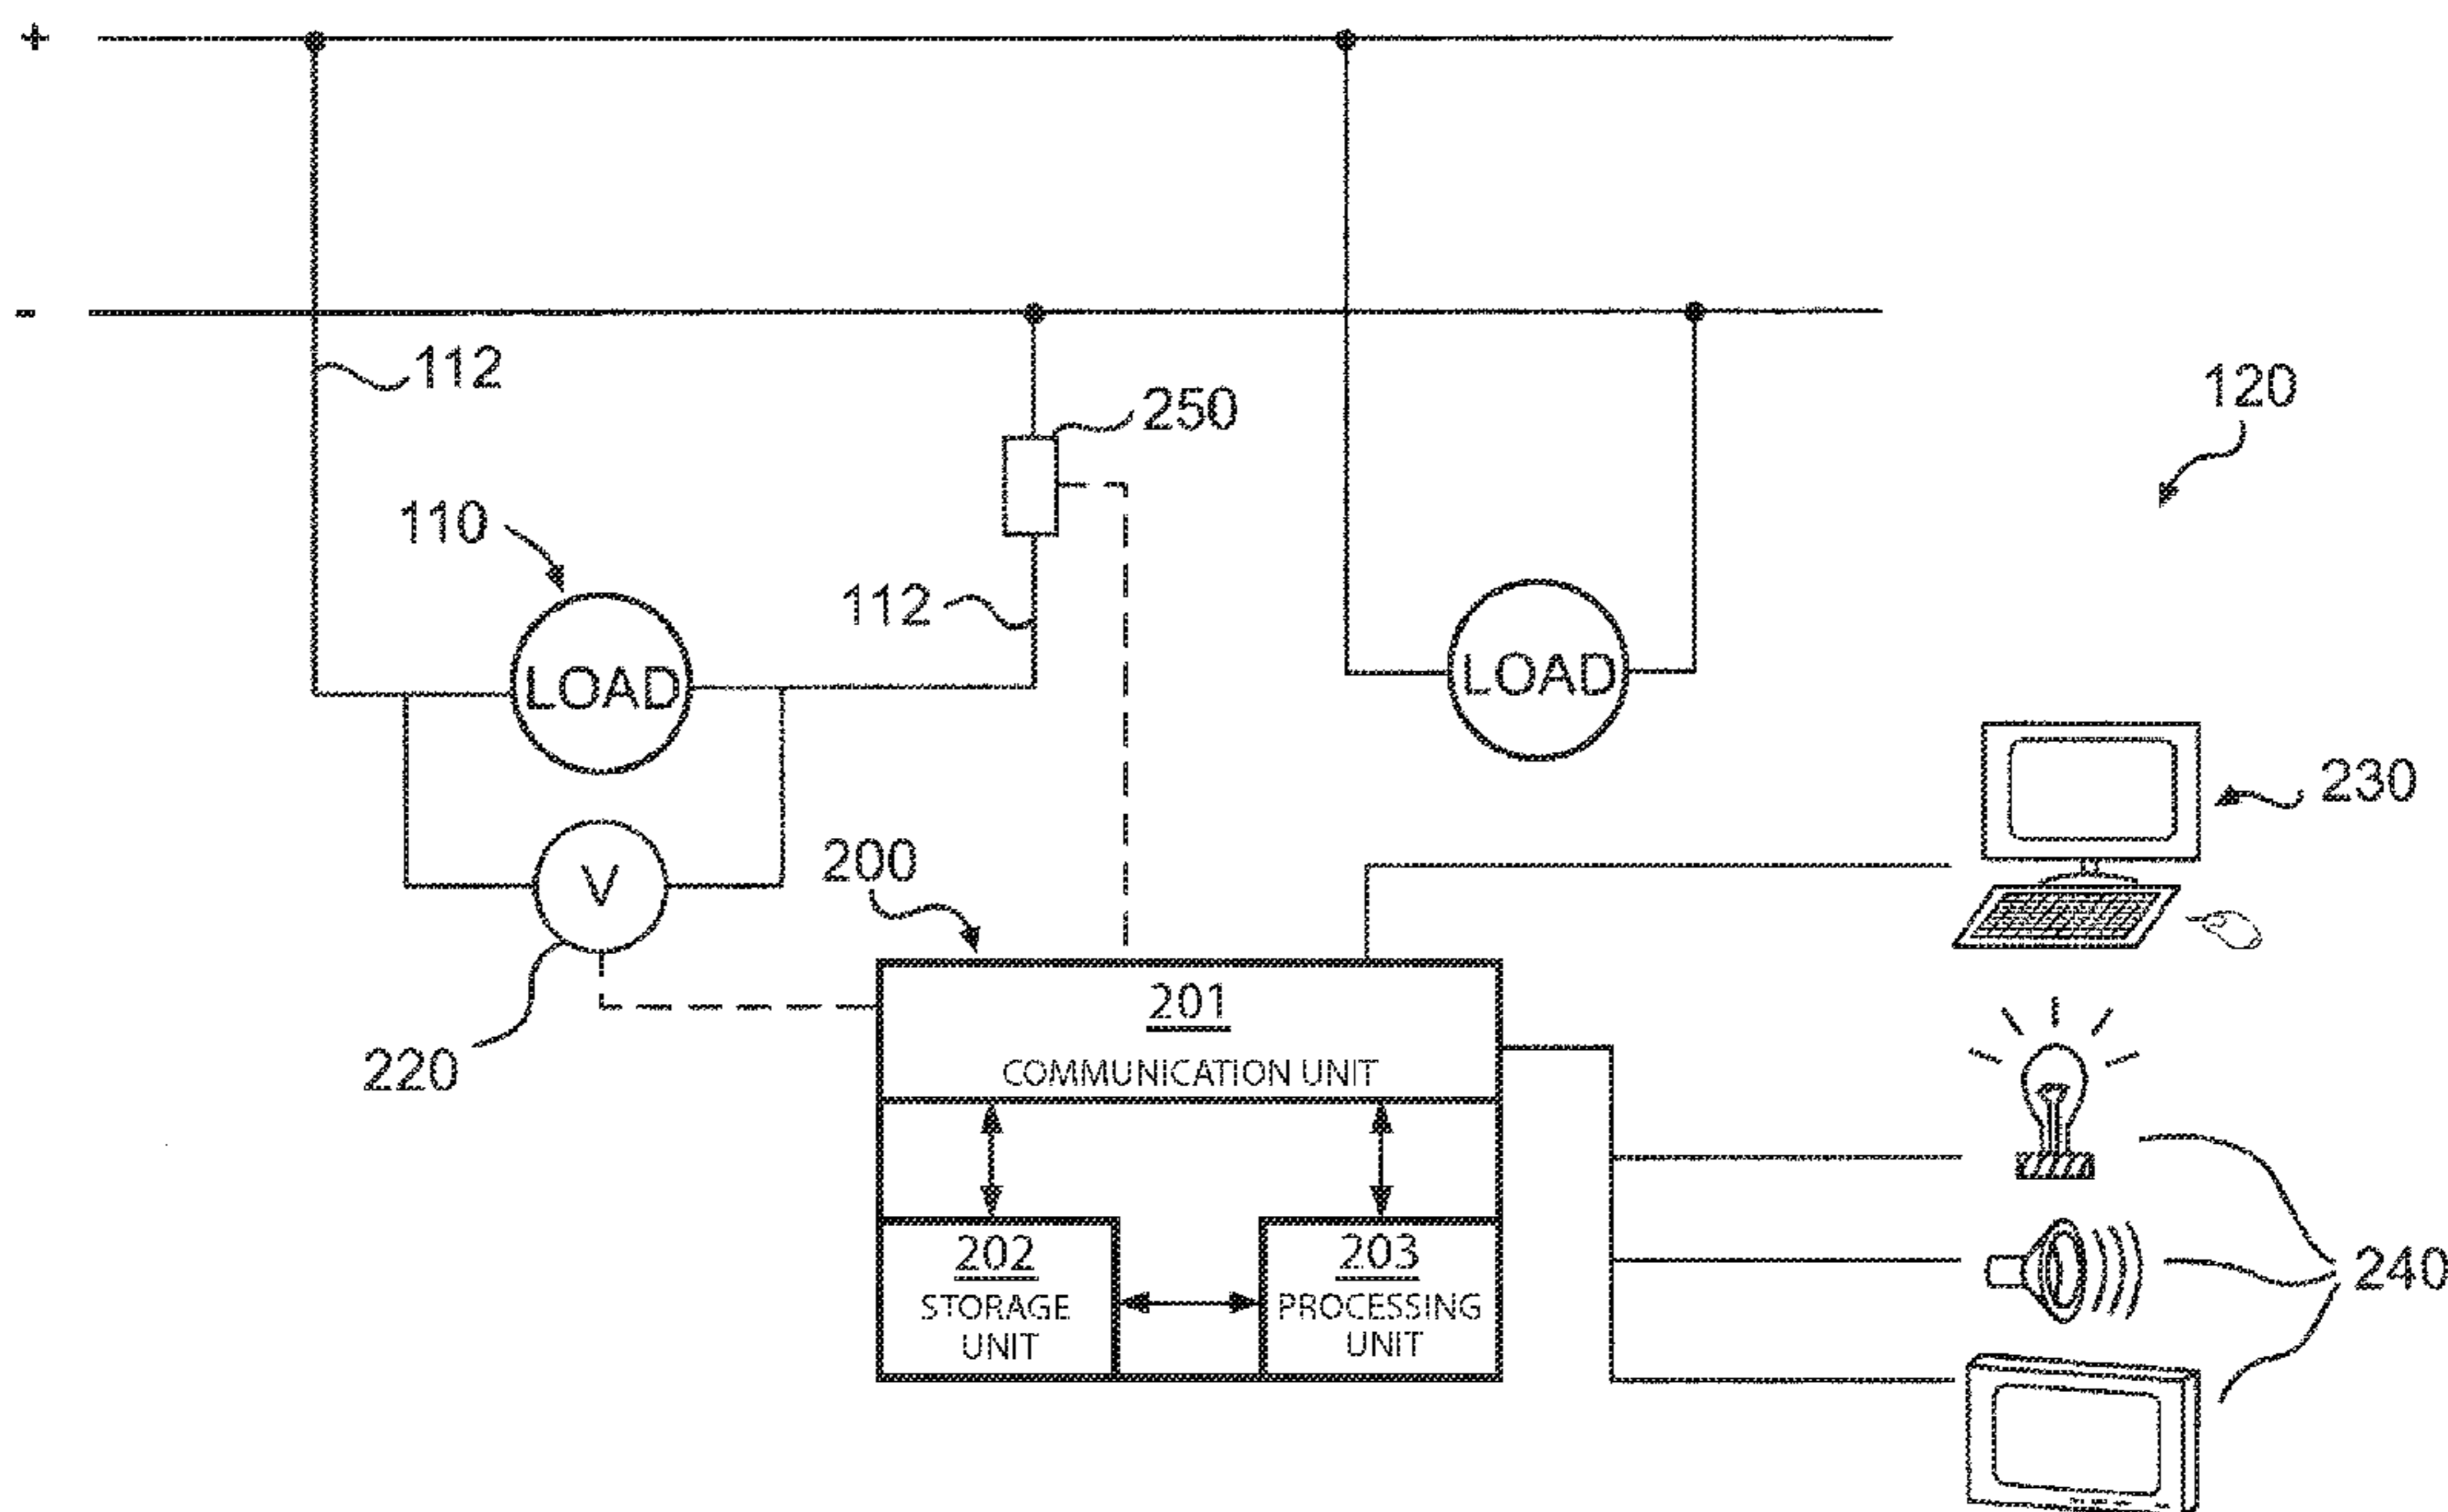 +
-
112
250
120
110
LOAD
112
LOAD
230
V
200
220
201
COMMUNICATION UNIT
202
STORAGE
UNIT
203
PROCESSING
UNIT
240